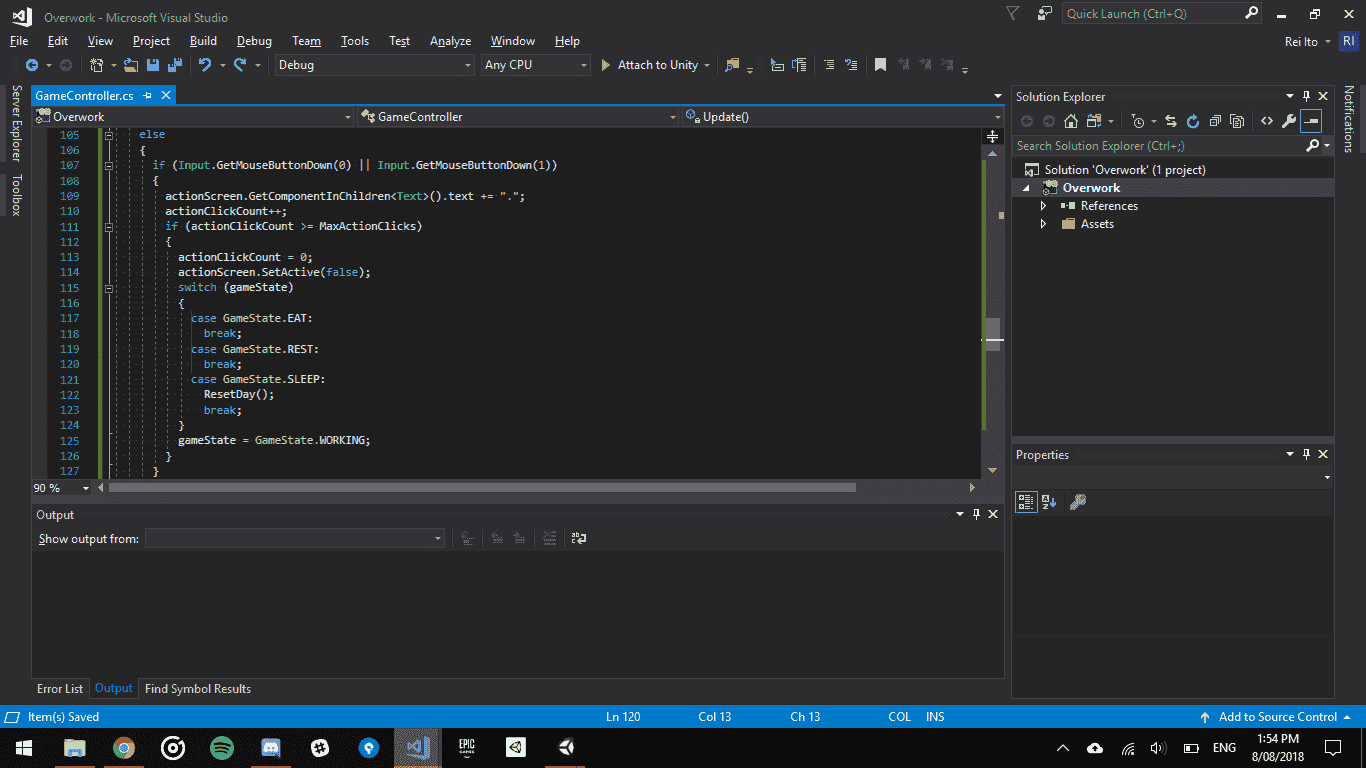 Overwork - Microsoft Visual Studio
Quick Launch (Ctrl+Q)
File Edit View Project Build Debug Team Tools Test Analyze Window Help
Rei Ito RI
Debug Any CPU Attach to Unity
Server Explorer
Toolbox
GameController.cs
Overwork GameController Update()
105 else
106 {
107 if (Input.GetMouseButtonDown(0) || Input.GetMouseButtonDown(1))
108 {
109 actionScreen.GetComponentInChildren<Text>().text += ".";
110 actionClickCount++;
111 if (actionClickCount >= MaxActionClicks)
112 {
113 actionClickCount = 0;
114 actionScreen.SetActive(false);
115 switch (gameState)
116 {
117 case GameState.EAT:
118 break;
119 case GameState.REST:
120 break;
121 case GameState.SLEEP:
122 ResetDay();
123 break;
124 }
125 gameState = GameState.WORKING;
126 }
127 }
90 %
Output
Show output from:
Error List Output Find Symbol Results
Solution Explorer
Search Solution Explorer (Ctrl+;)
Solution 'Overwork' (1 project)
Overwork
References
Assets
Properties
Notifications
Item(s) Saved Ln 120 Col 13 Ch 13 COL INS Add to Source Control
EPIC GAMES
ENG
1:54 PM
8/08/2018